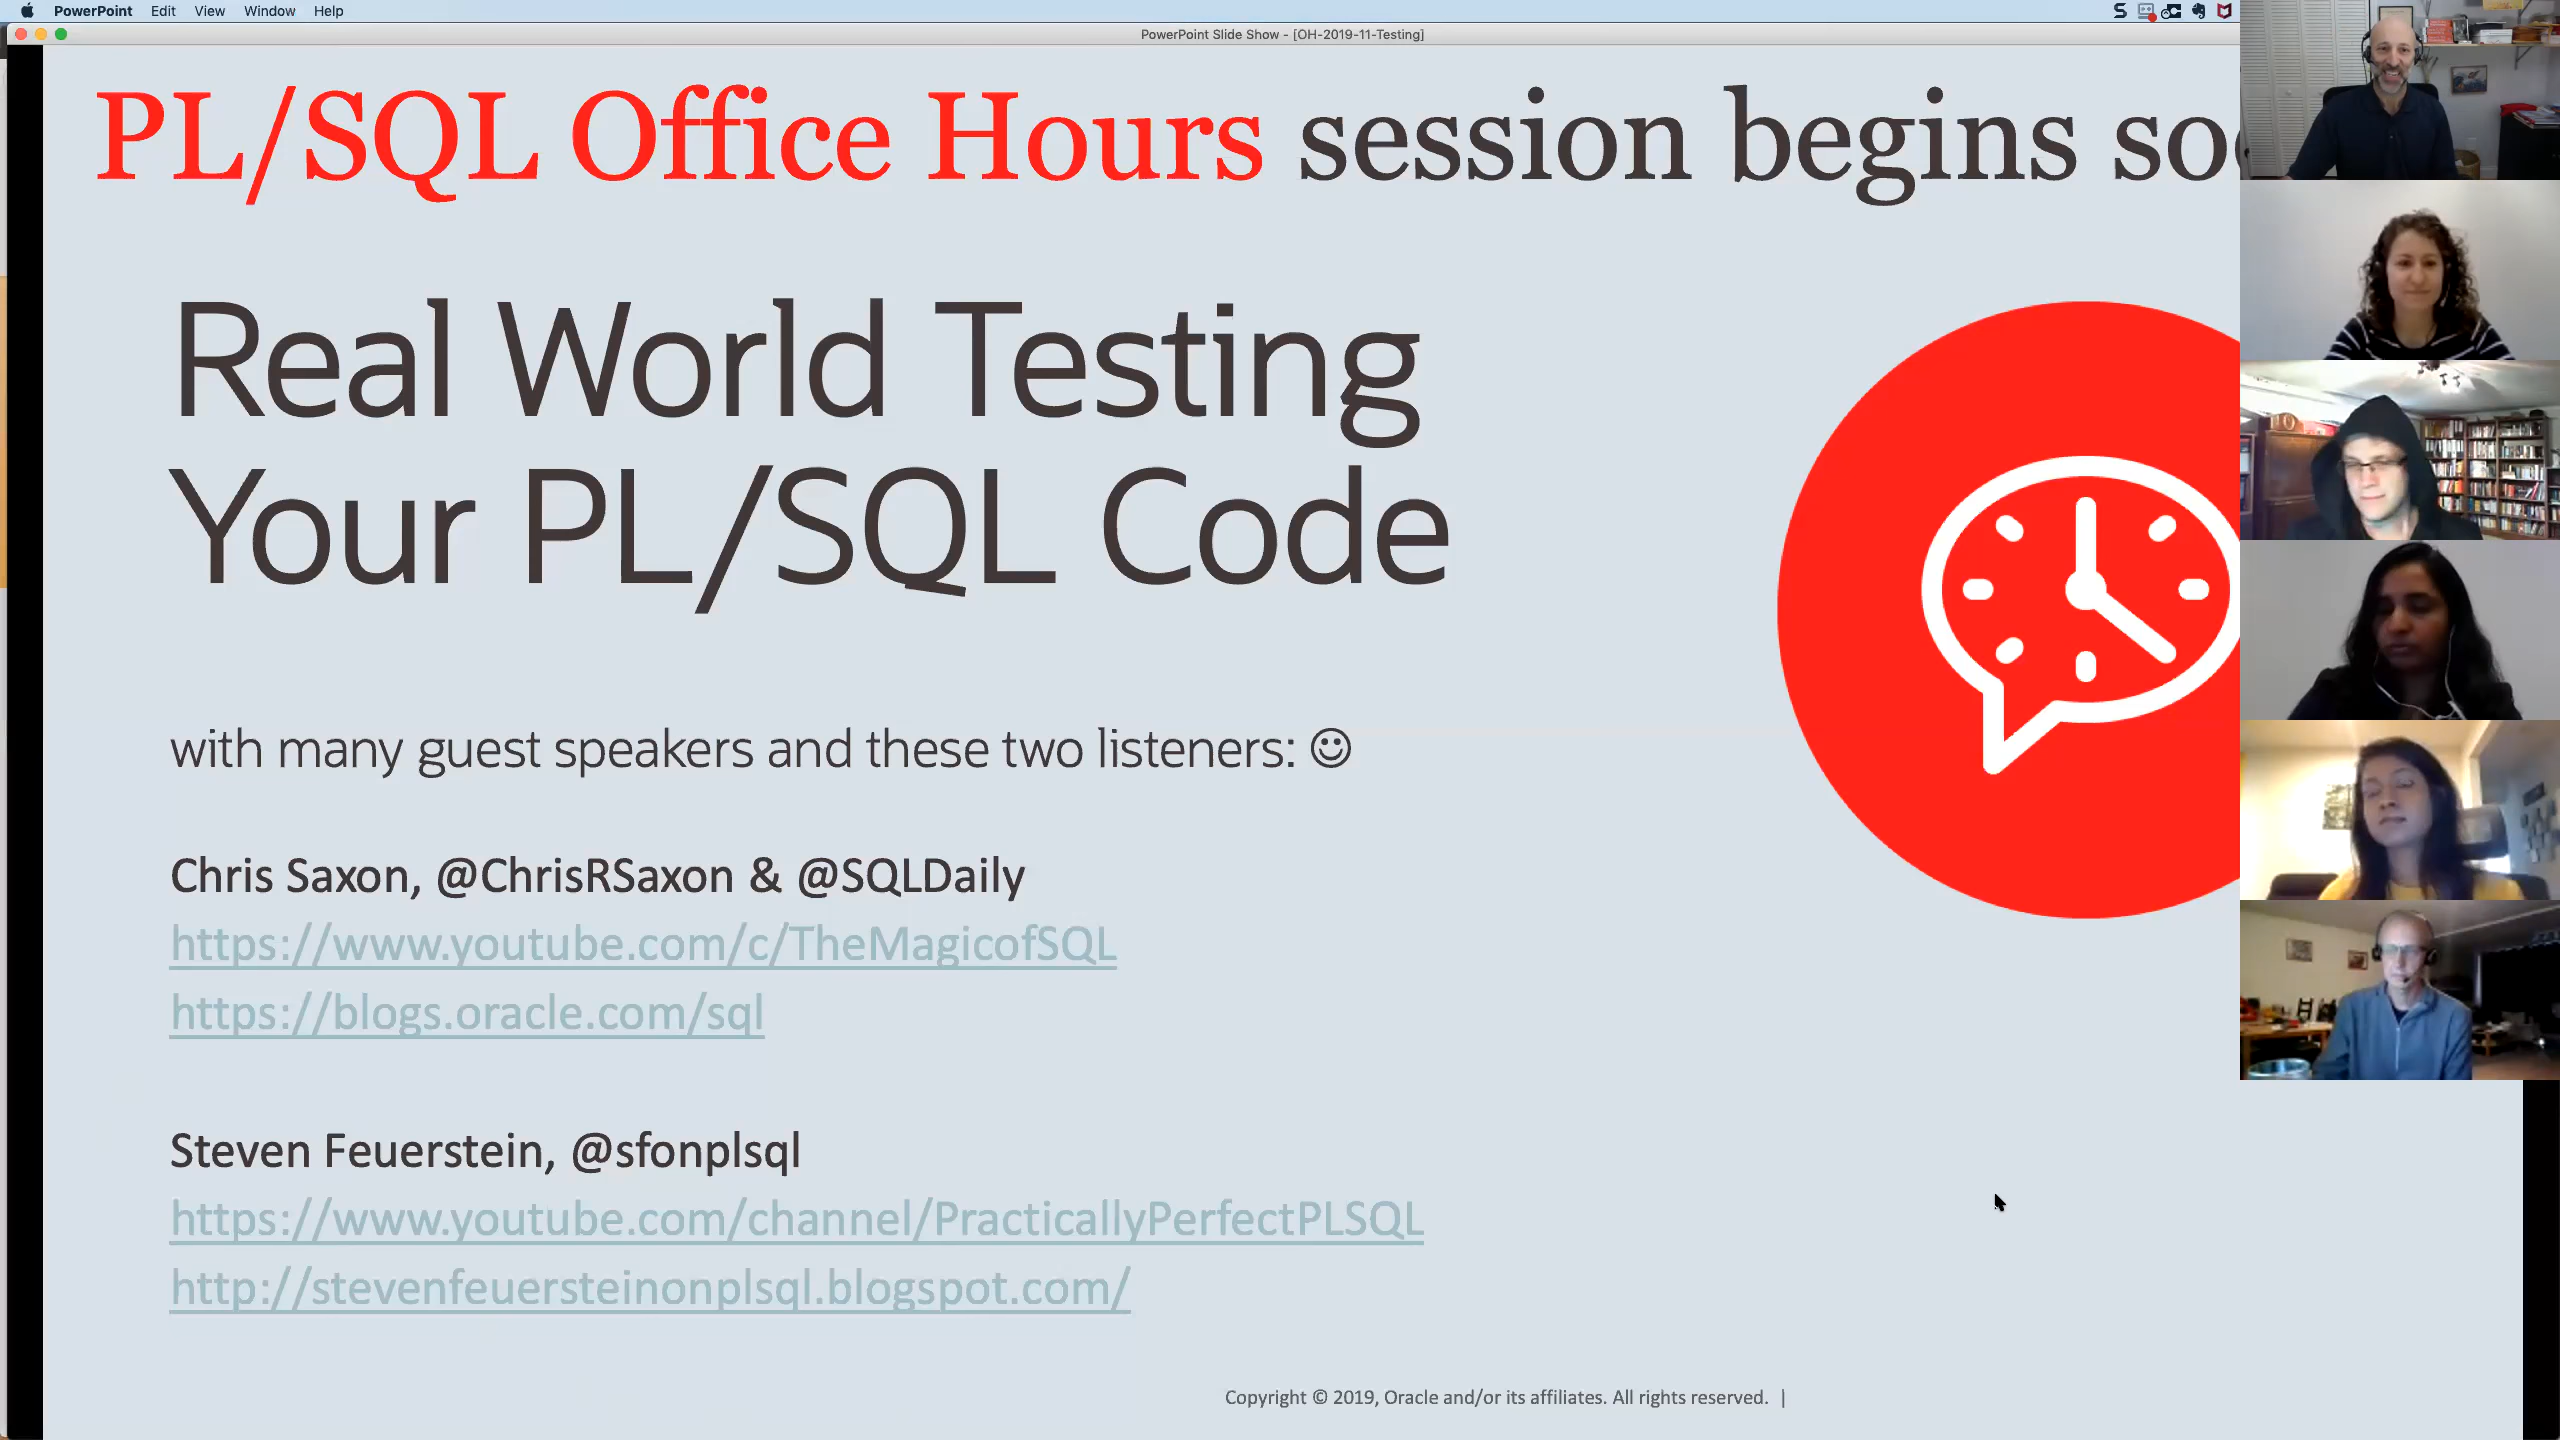 PowerPoint Edit View Window Help
PowerPoint Slide Show - [OH-2019-11-Testing]
PL/SQL Office Hours session begins so
Real World Testing
Your PL/SQL Code
with many guest speakers and these two listeners: ☺
Chris Saxon, @ChrisRSaxon & @SQLDaily
https://www.youtube.com/c/TheMagicofSQL
https://blogs.oracle.com/sql
Steven Feuerstein, @sfonplsql
https://www.youtube.com/channel/PracticallyPerfectPLSQL
http://stevenfeuersteinonplsql.blogspot.com/
Copyright © 2019, Oracle and/or its affiliates. All rights reserved. |